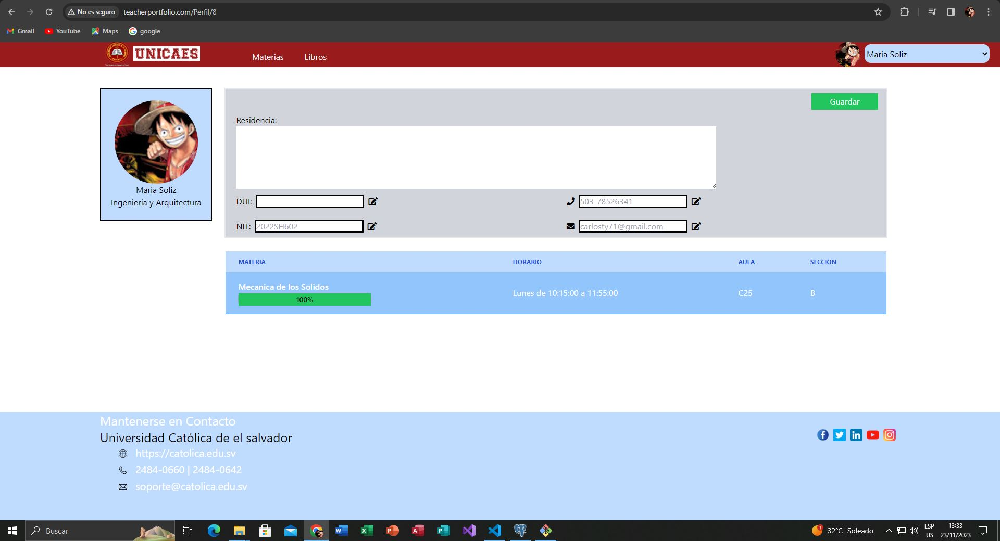 No es seguro teacherportfolio.com/Perfil/8
Gmail YouTube Maps google
UNICAES Materias Libros Maria Soliz
Guardar
Residencia:
Maria Soliz
Ingenieria y Arquitectura
DUI: 503-78526341
NIT: 2022SH602 carlosty71@gmail.com
MATERIA HORARIO AULA SECCION
Mecanica de los Solidos
100%
Lunes de 10:15:00 a 11:55:00 C25 B
Mantenerse en Contacto
Universidad Católica de el salvador
https://catolica.edu.sv
2484-0660 | 2484-0642
soporte@catolica.edu.sv
Buscar 1 32°C Soleado ESP US 13:33 23/11/2023